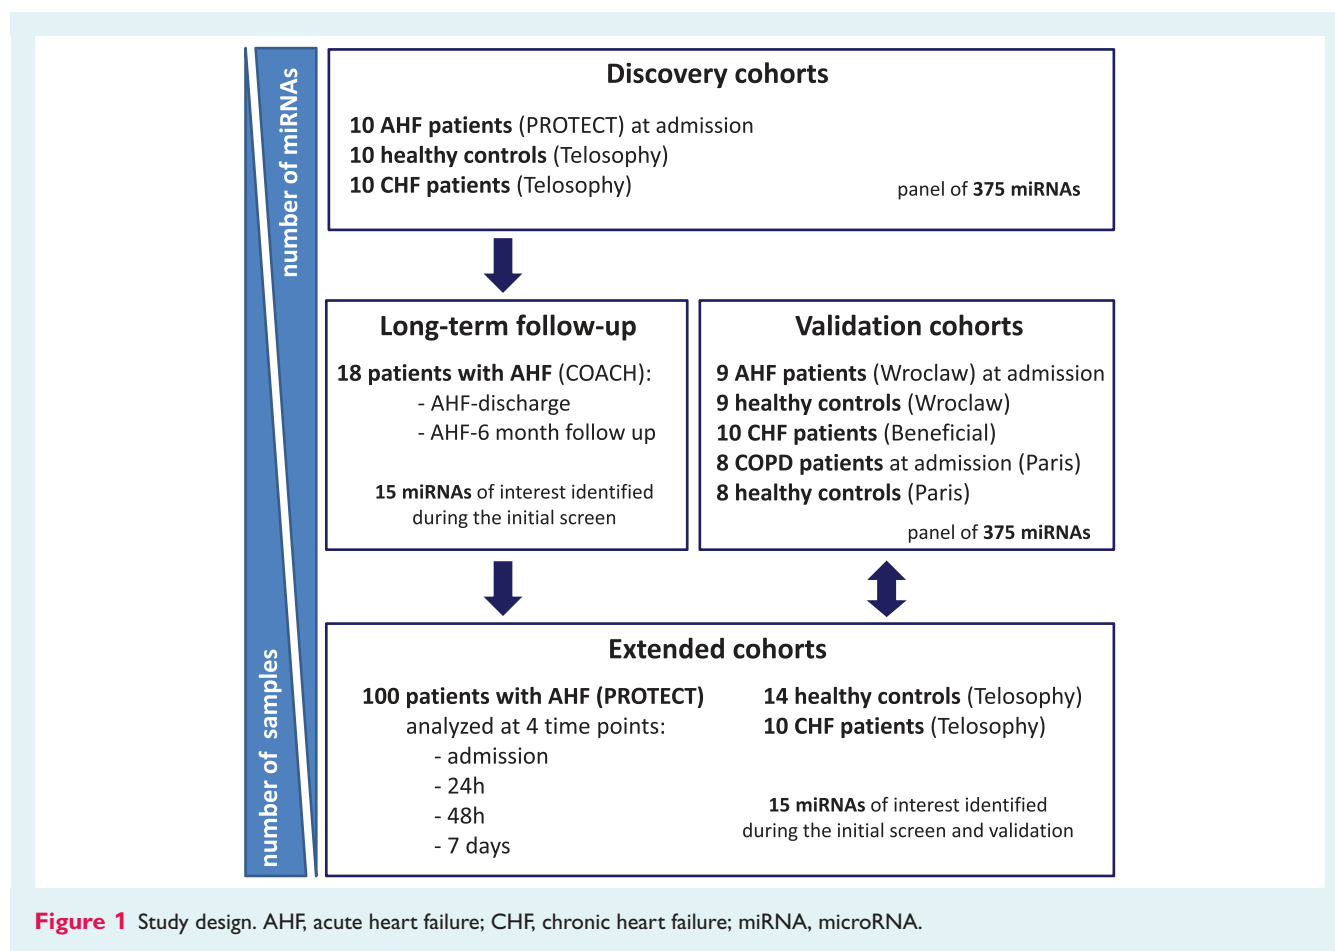 number of miRNAs
number of samples
Discovery cohorts
10 AHF patients (PROTECT) at admission
10 healthy controls (Telosophy)
10 CHF patients (Telosophy)
panel of 375 miRNAs
Long-term follow-up
18 patients with AHF (COACH):
- AHF-discharge
- AHF-6 month follow up
15 miRNAs of interest identified
during the initial screen
Validation cohorts
9 AHF patients (Wroclaw) at admission
9 healthy controls (Wroclaw)
10 CHF patients (Beneficial)
8 COPD patients at admission (Paris)
8 healthy controls (Paris)
panel of 375 miRNAs
Extended cohorts
100 patients with AHF (PROTECT)
analyzed at 4 time points:
- admission
- 24h
- 48h
- 7 days
14 healthy controls (Telosophy)
10 CHF patients (Telosophy)
15 miRNAs of interest identified
during the initial screen and validation
Figure 1 Study design. AHF, acute heart failure; CHF, chronic heart failure; miRNA, microRNA.